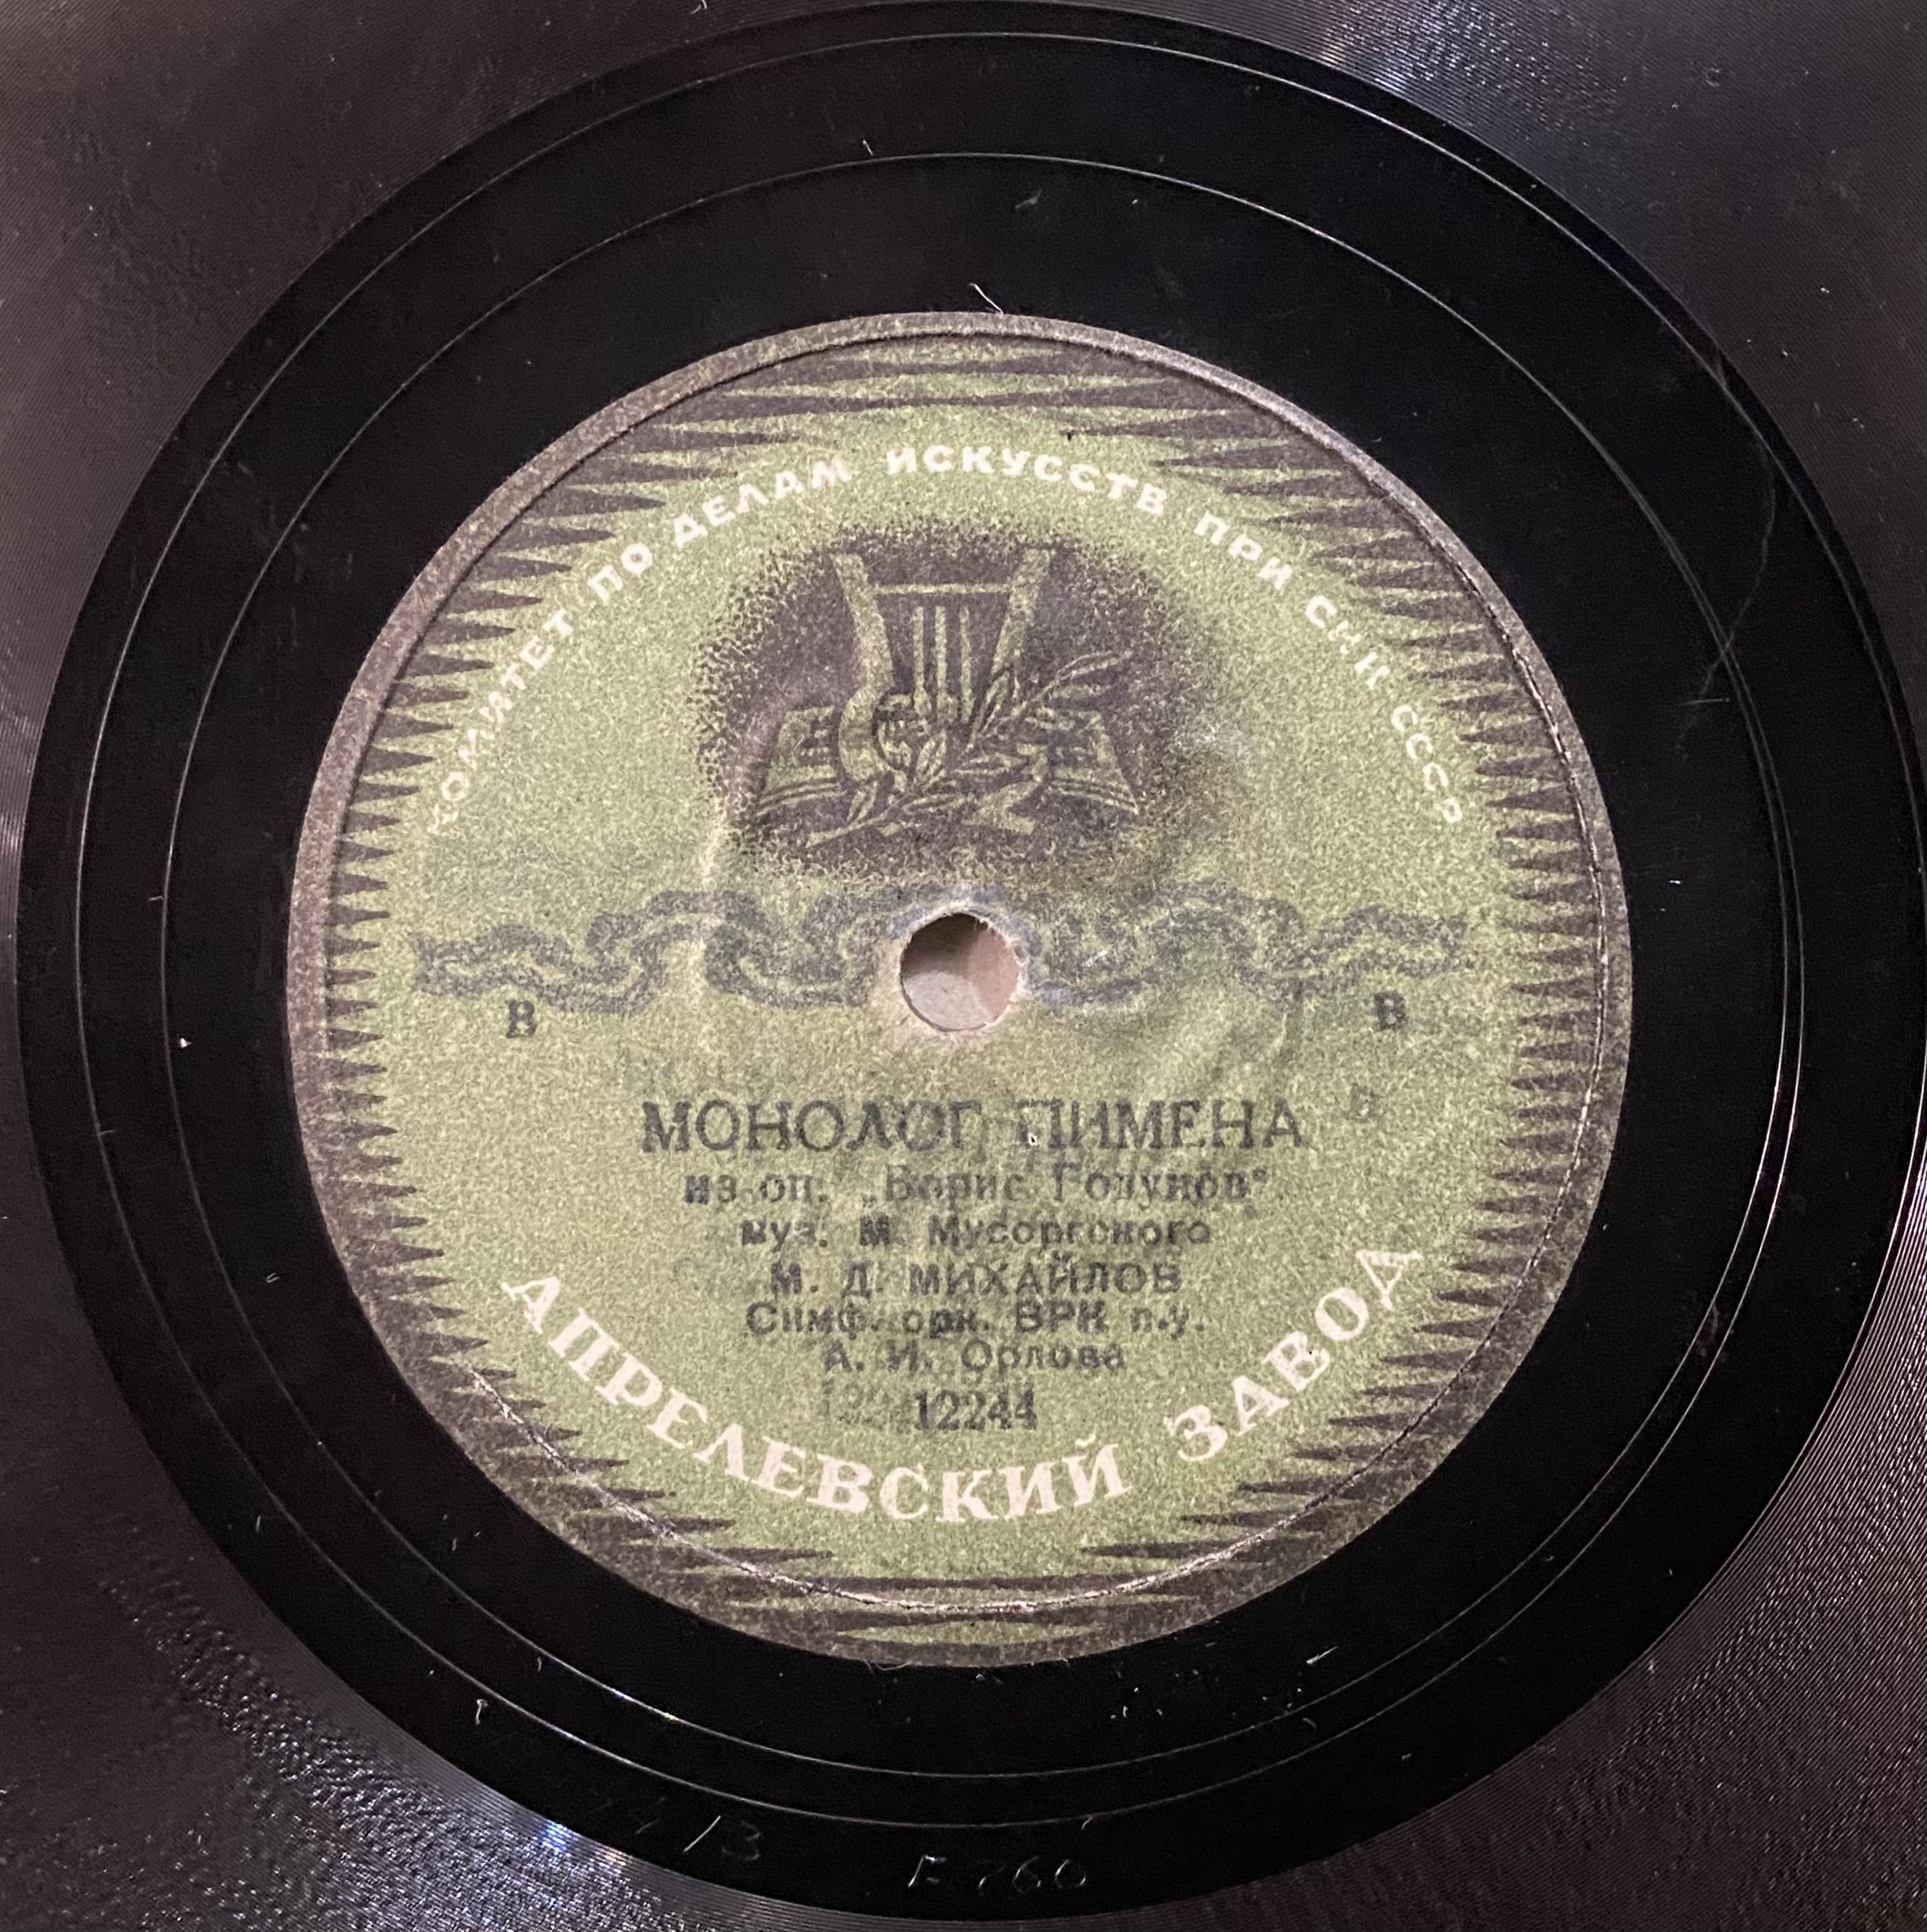 КОМИТЕТ ПО ДЕЛАМ ИСКУССТВ ПРИ СНК СССР
В В
МОНОЛОГ ПИМЕНА
из оп. „Борис Годунов"
муз. М. Мусоргского
М. Д. МИХАЙЛОВ
Симф. орк. ВРК п.у.
А. И. Орлова
12244
АПРЕЛЕВСКИЙ ЗАВОД